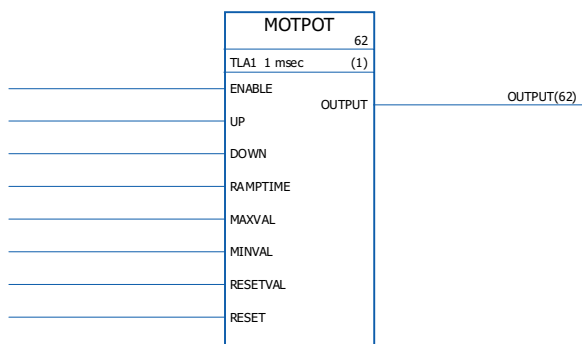 MOTPOT
62
TLA1 1 msec (1)
ENABLE
OUTPUT OUTPUT(62)
UP
DOWN
RAMPTIME
MAXVAL
MINVAL
RESETVAL
RESET